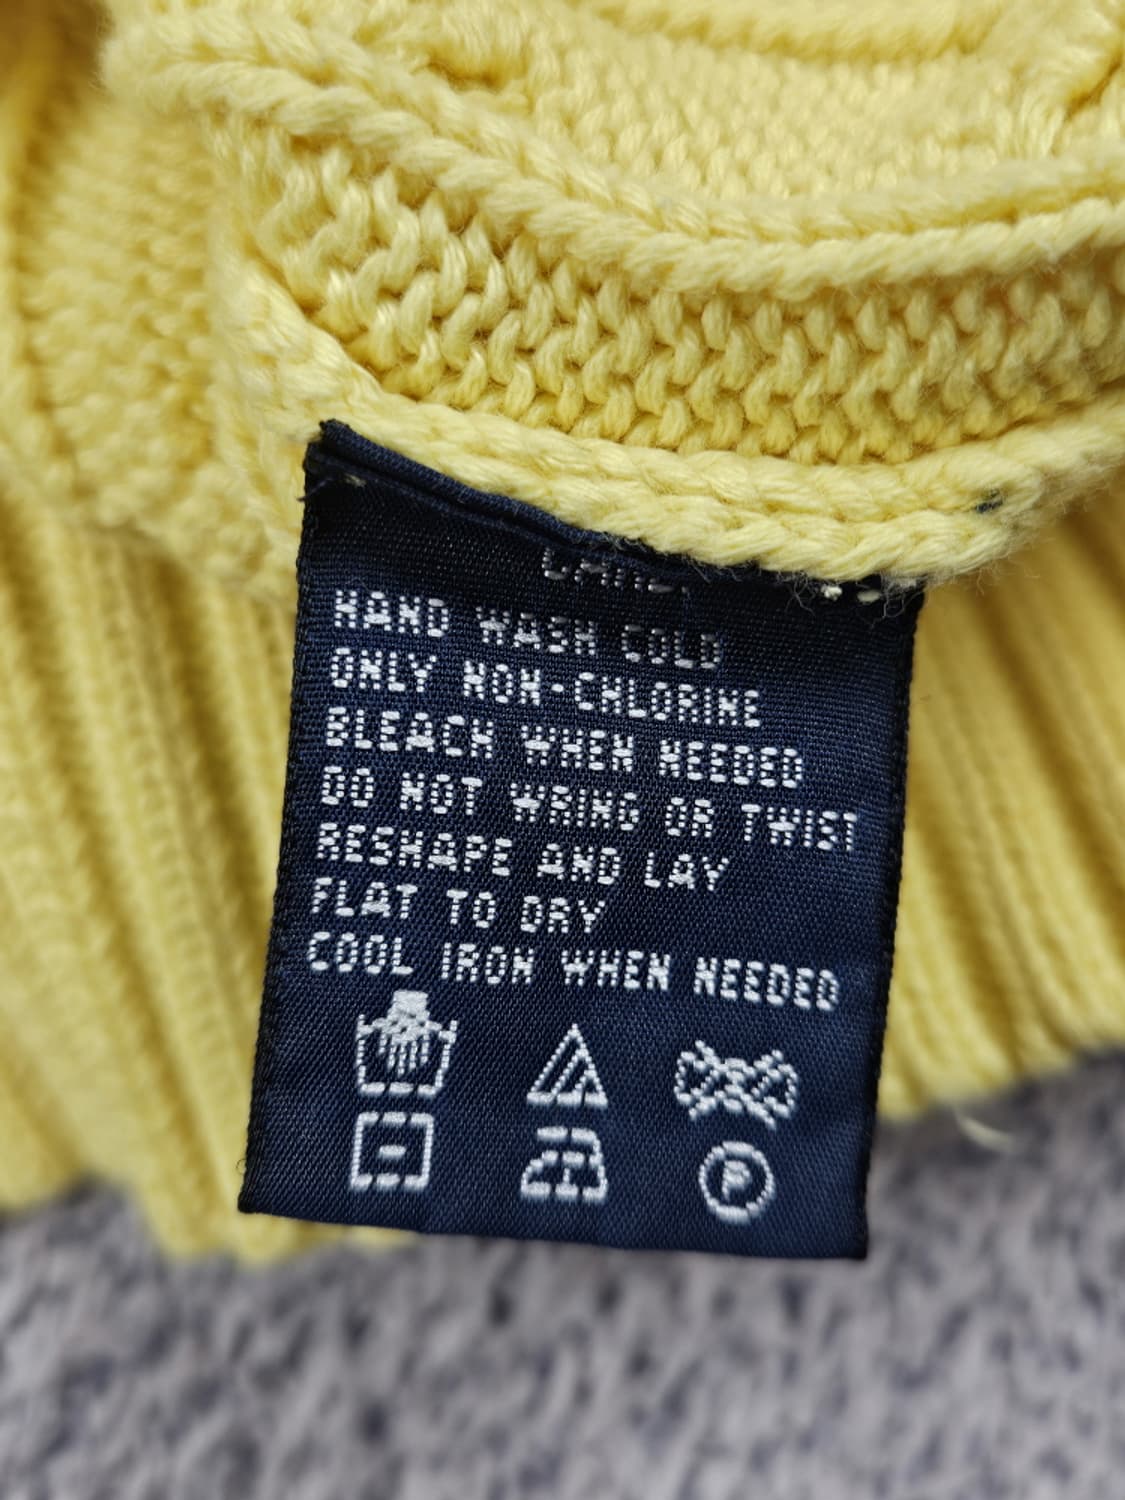 HAND WASH COLD
ONLY NON-CHLORINE
BLEACH WHEN NEEDED
DO NOT WRING OR TWIST
RESHAPE AND LAY
FLAT TO DRY
COOL IRON WHEN NEEDED
P